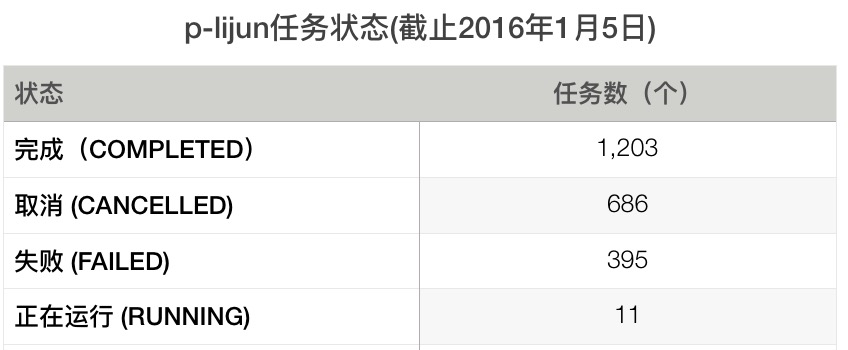 p-lijun任务状态(截止2016年1月5日)
状态 任务数（个）
完成（COMPLETED） 1,203
取消 (CANCELLED) 686
失败 (FAILED) 395
正在运行 (RUNNING) 11